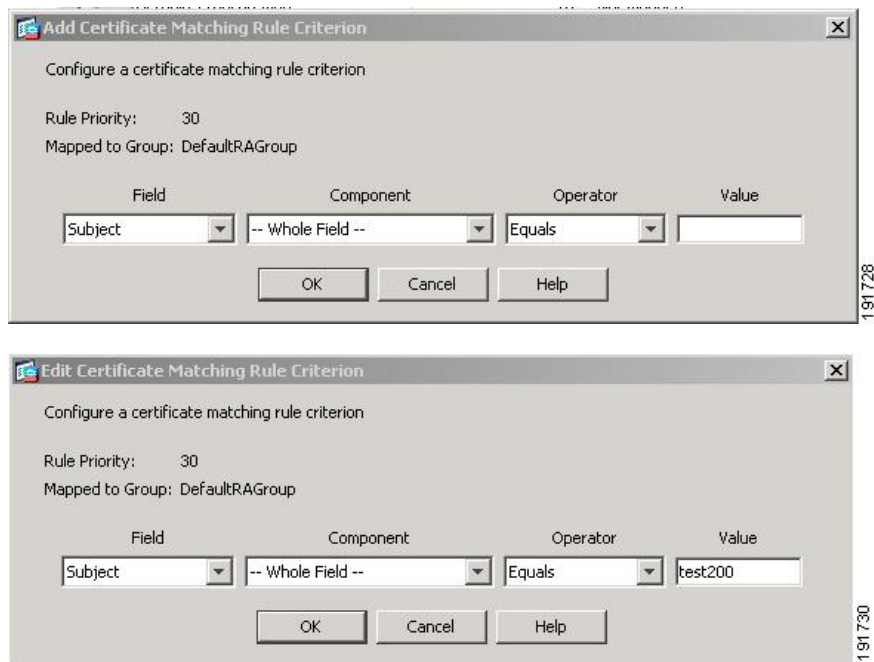 Add Certificate Matching Rule Criterion
Configure a certificate matching rule criterion
Rule Priority: 30
Mapped to Group: DefaultRAGroup
Field Component Operator Value
Subject -- Whole Field -- Equals
OK Cancel Help
191728
Edit Certificate Matching Rule Criterion
Configure a certificate matching rule criterion
Rule Priority: 30
Mapped to Group: DefaultRAGroup
Field Component Operator Value
Subject -- Whole Field -- Equals test200
OK Cancel Help
191730